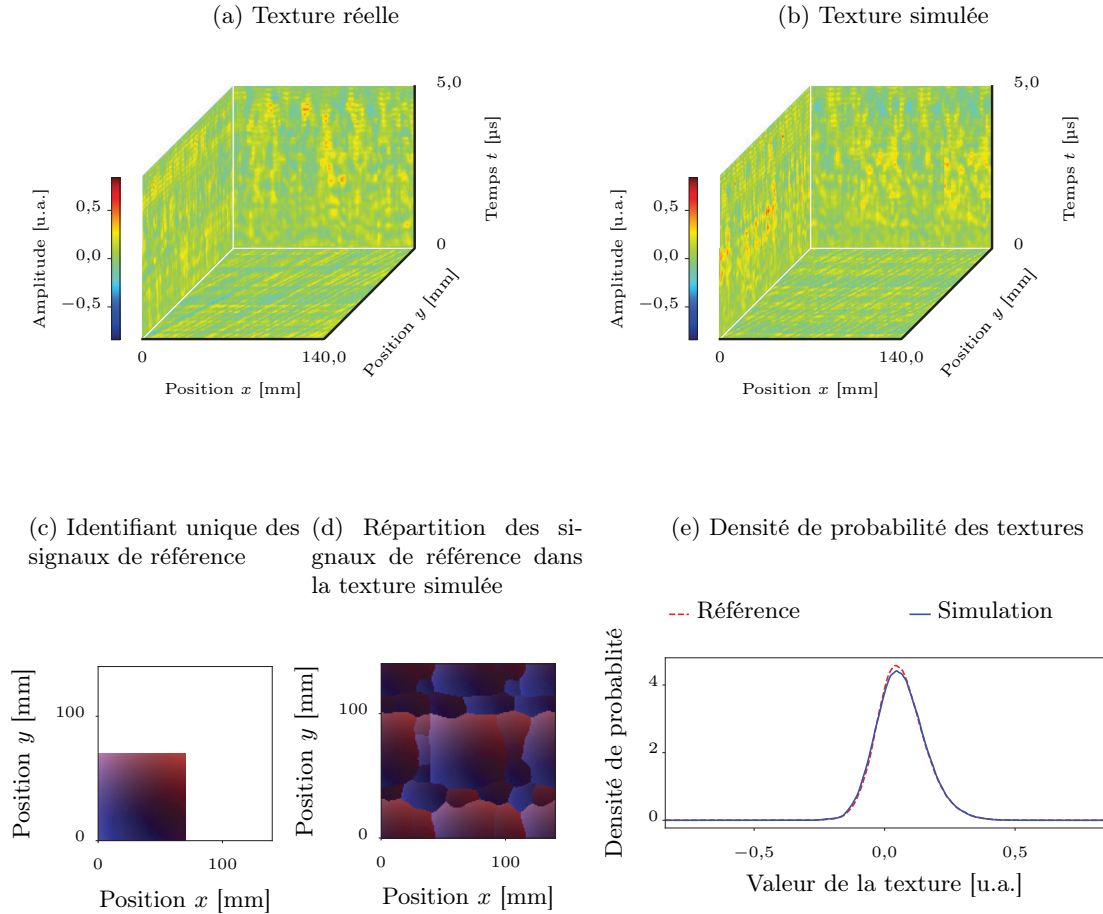 (a) Texture réelle
(b) Texture simulée
5,0
Temps t [µs]
0
Amplitude [u.a.]
0,5
0,0
−0,5
0
140,0
Position x [mm]
Position y [mm]
5,0
Temps t [µs]
0
Amplitude [u.a.]
0,5
0,0
−0,5
0
140,0
Position x [mm]
Position y [mm]
(c) Identifiant unique des
signaux de référence
(d) Répartition des si-
gnaux de référence dans
la texture simulée
(e) Densité de probabilité des textures
Position y [mm]
100
0
0
100
Position x [mm]
Position y [mm]
100
0
0
100
Position x [mm]
Référence
Simulation
Densité de probablité
4
2
0
−0,5
0,0
0,5
Valeur de la texture [u.a.]